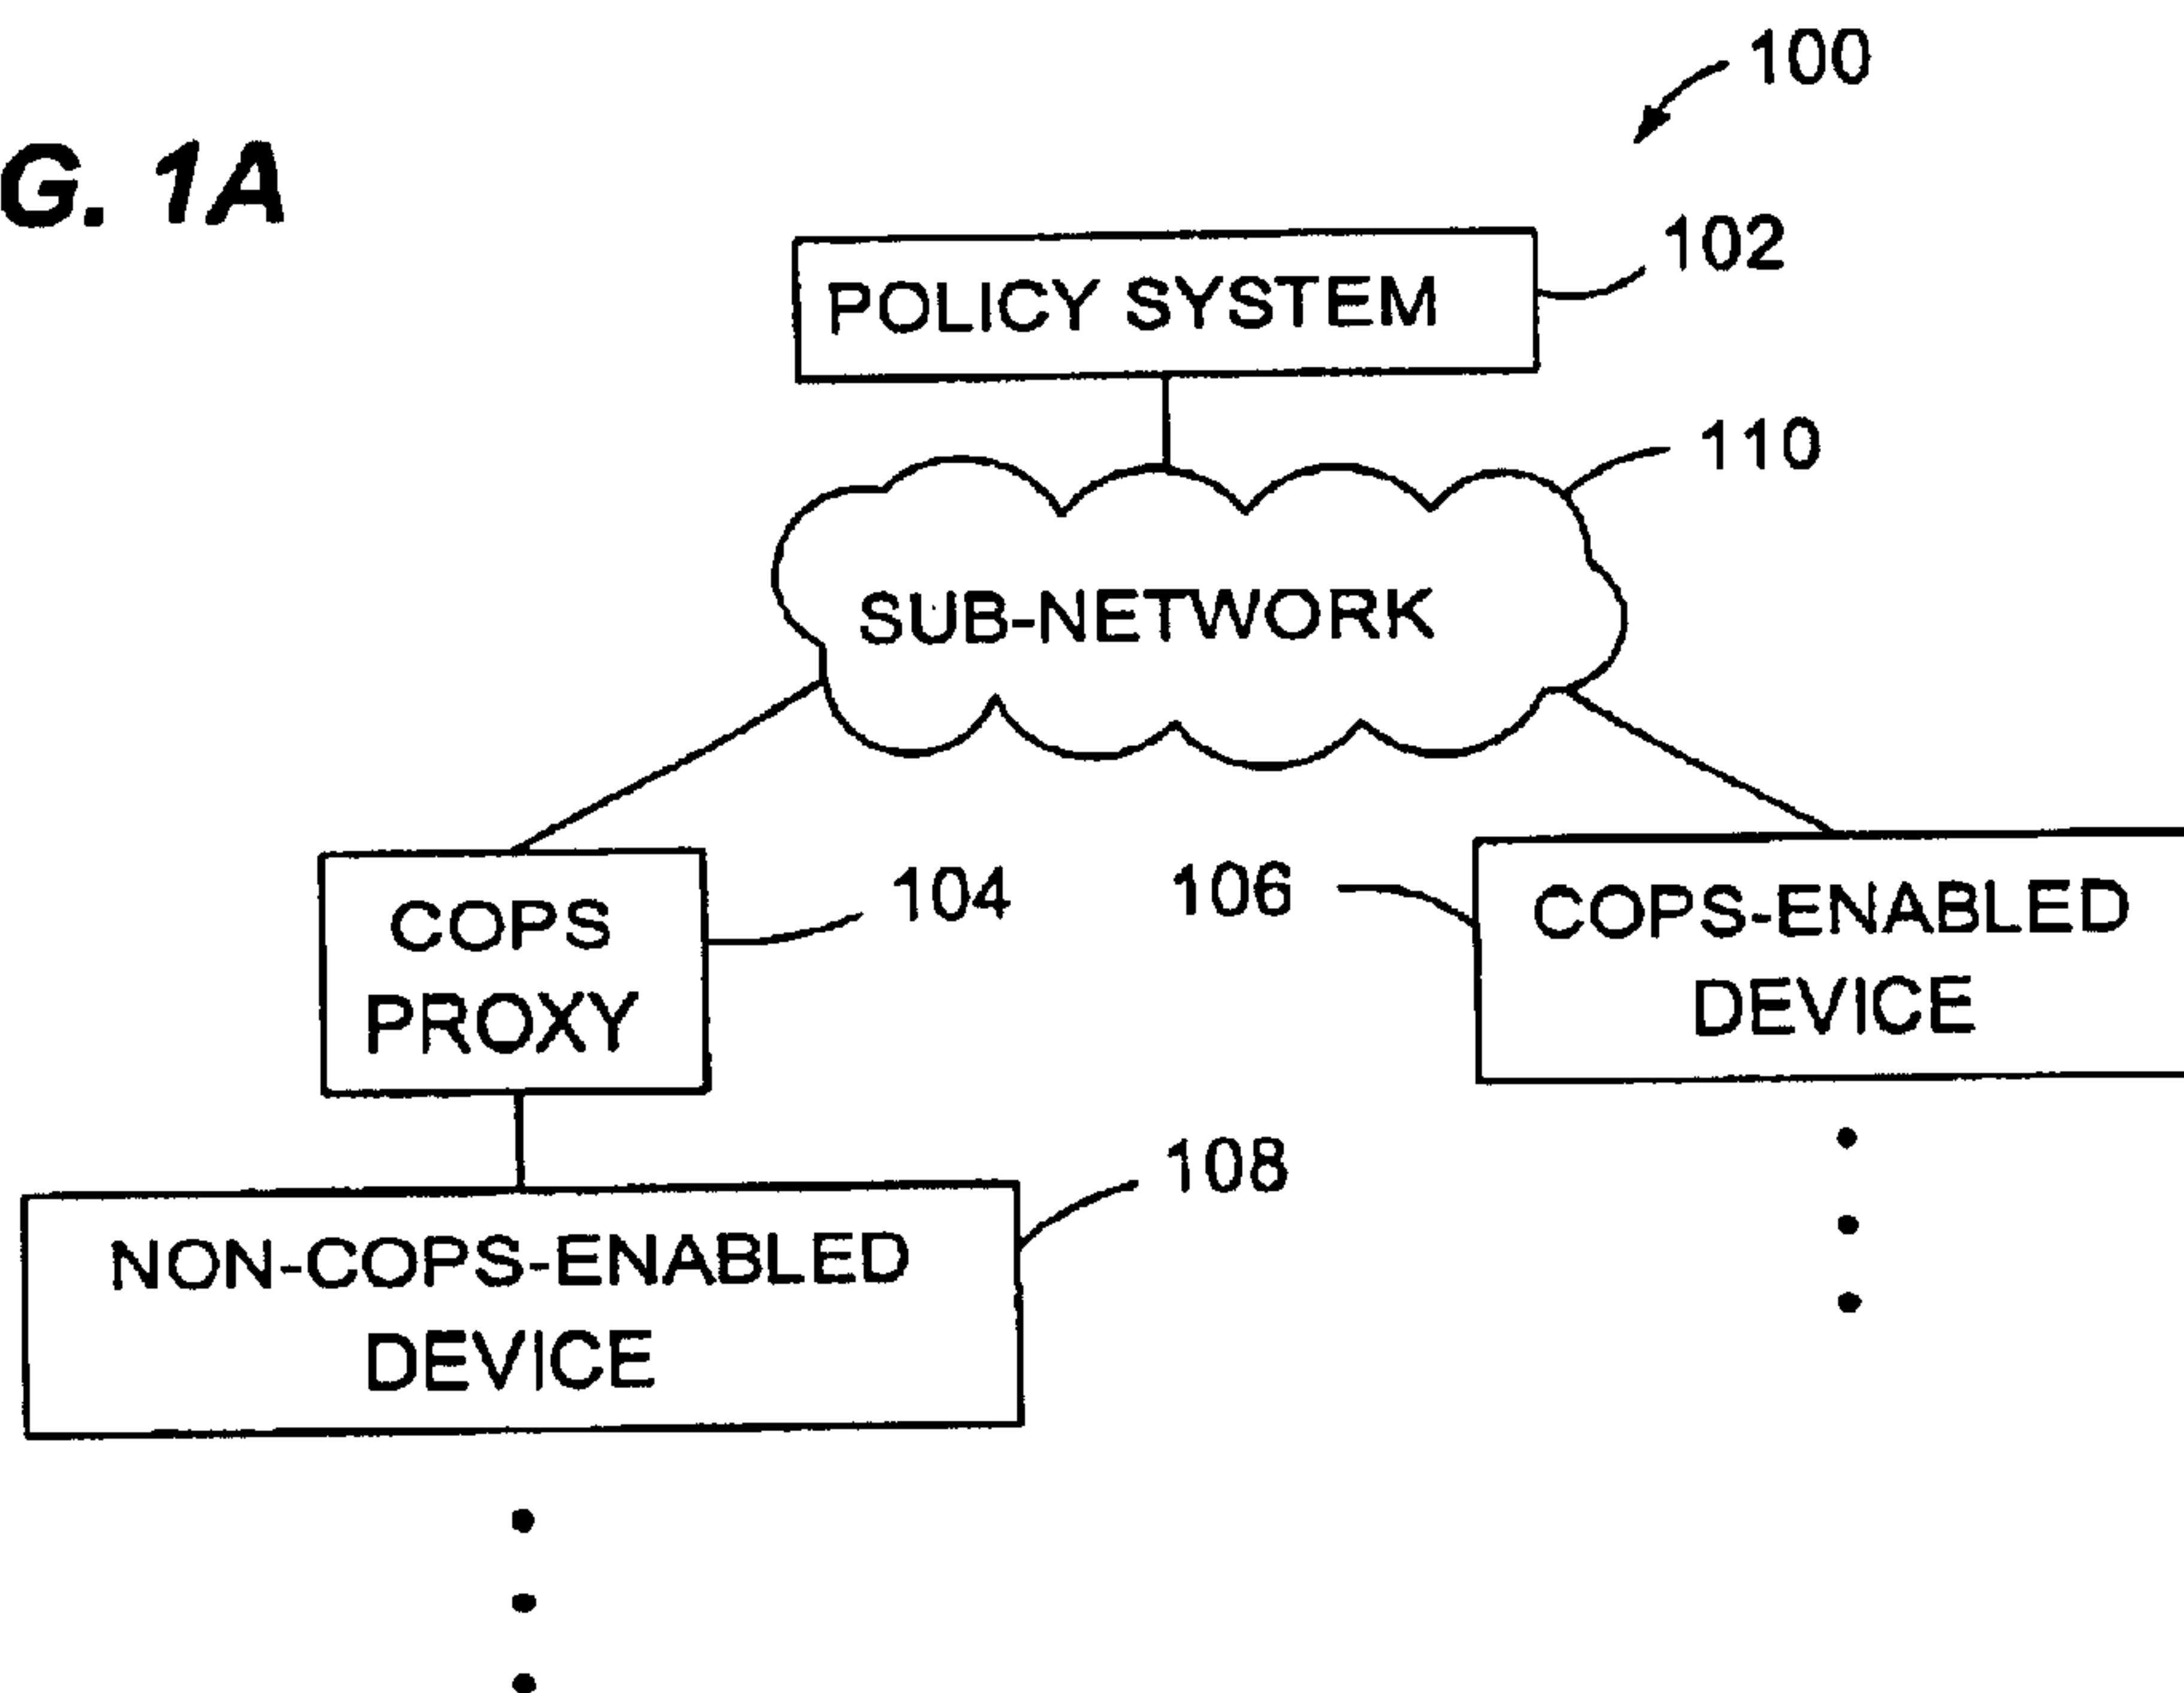 100
G. 1A
102
POLICY SYSTEM
110
SUB-NETWORK
104
106
COPS
PROXY
COPS-ENABLED
DEVICE
108
NON-COPS-ENABLED
DEVICE